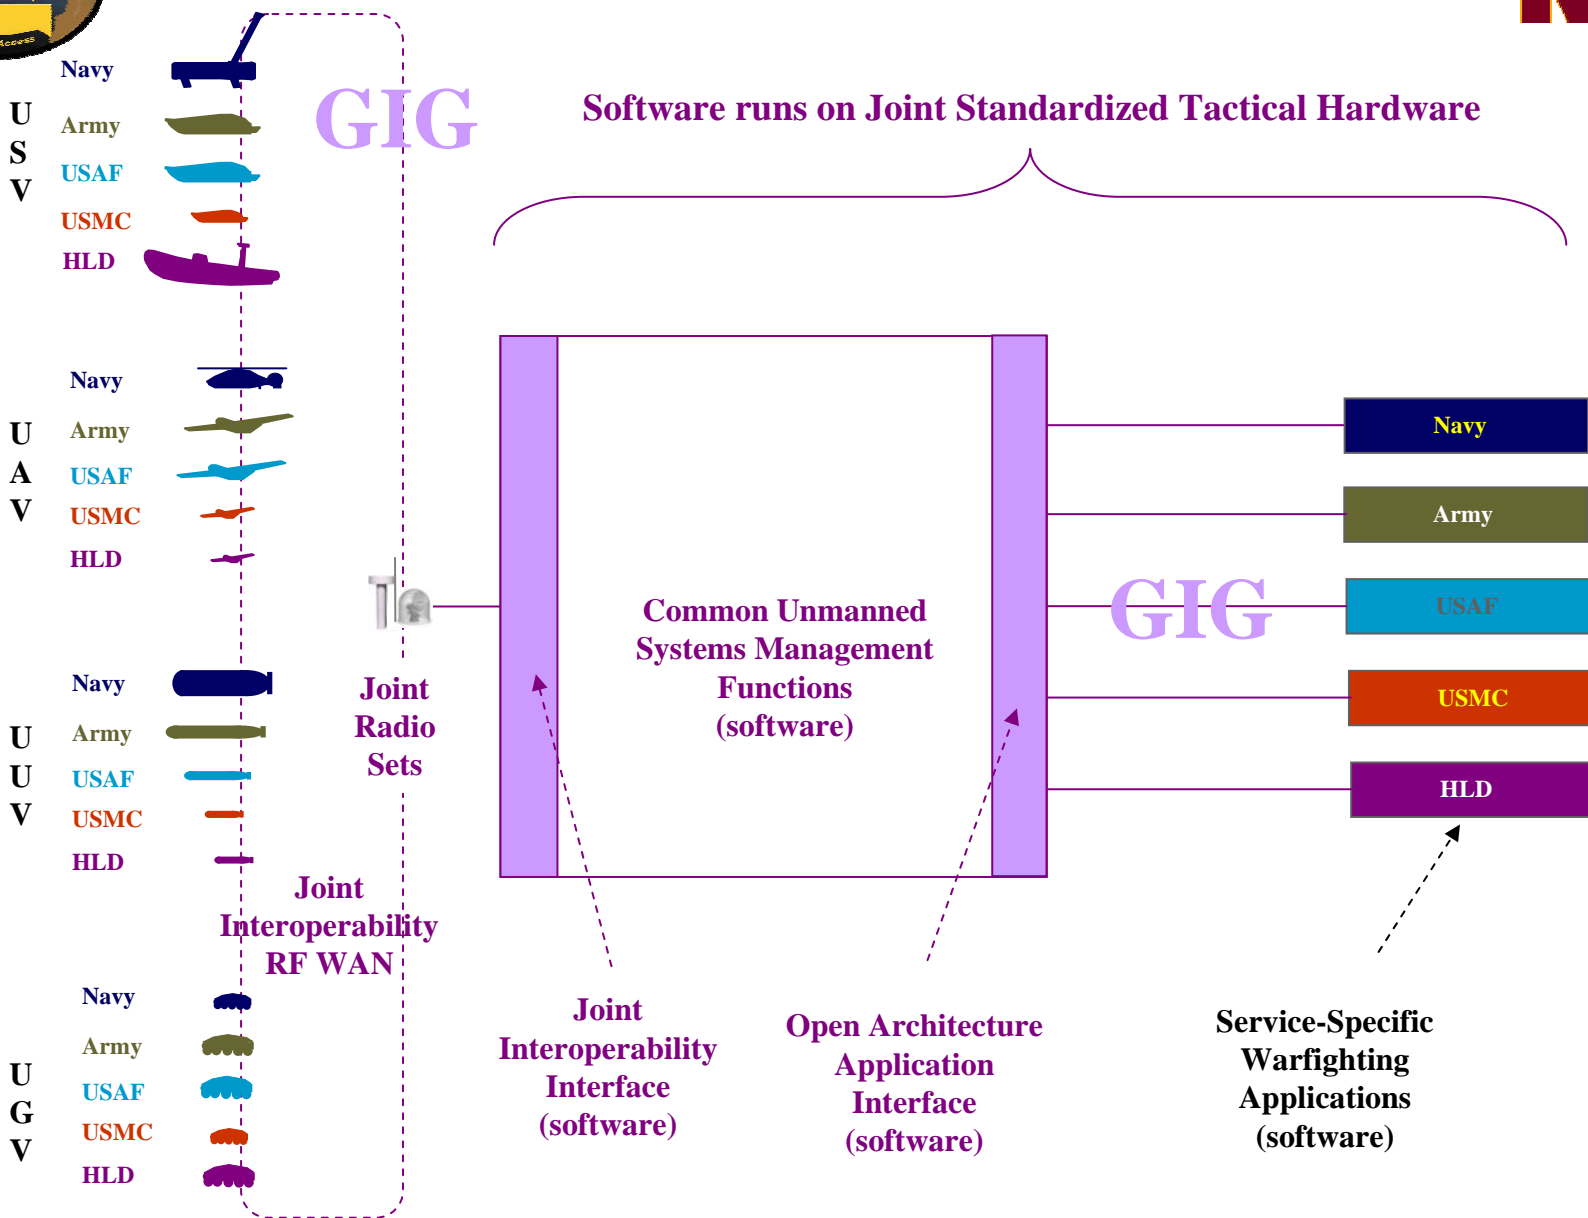 Access
Software runs on Joint Standardized Tactical Hardware
GIG
U
S
V
Navy
Army
USAF
USMC
HLD
U
A
V
Navy
Army
USAF
USMC
HLD
U
U
V
Navy
Army
USAF
USMC
HLD
U
G
V
Navy
Army
USAF
USMC
HLD
Joint
Radio
Sets
Joint
Interoperability
RF WAN
Common Unmanned
Systems Management
Functions
(software)
GIG
Navy
Army
USAF
USMC
HLD
Joint
Interoperability
Interface
(software)
Open Architecture
Application
Interface
(software)
Service-Specific
Warfighting
Applications
(software)